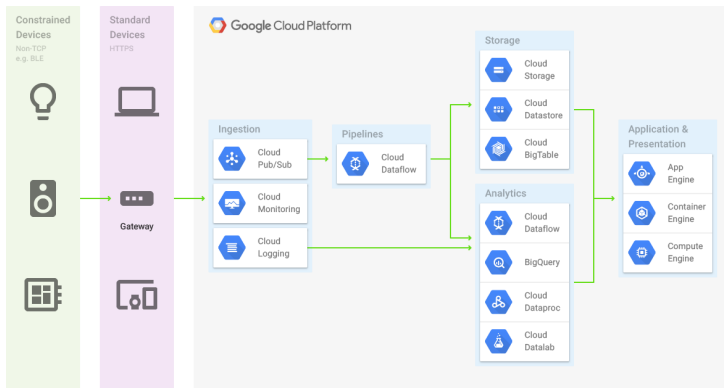 Constrained
Devices
Non-TCP
e.g. BLE
Standard
Devices
HTTPS
Gateway
Google Cloud Platform
Ingestion
Cloud
Pub/Sub
Cloud
Monitoring
Cloud
Logging
Pipelines
Cloud
Dataflow
Storage
Cloud
Storage
Cloud
Datastore
Cloud
BigTable
Analytics
Cloud
Dataflow
BigQuery
Cloud
Dataproc
Cloud
Datalab
Application &
Presentation
App
Engine
Container
Engine
Compute
Engine